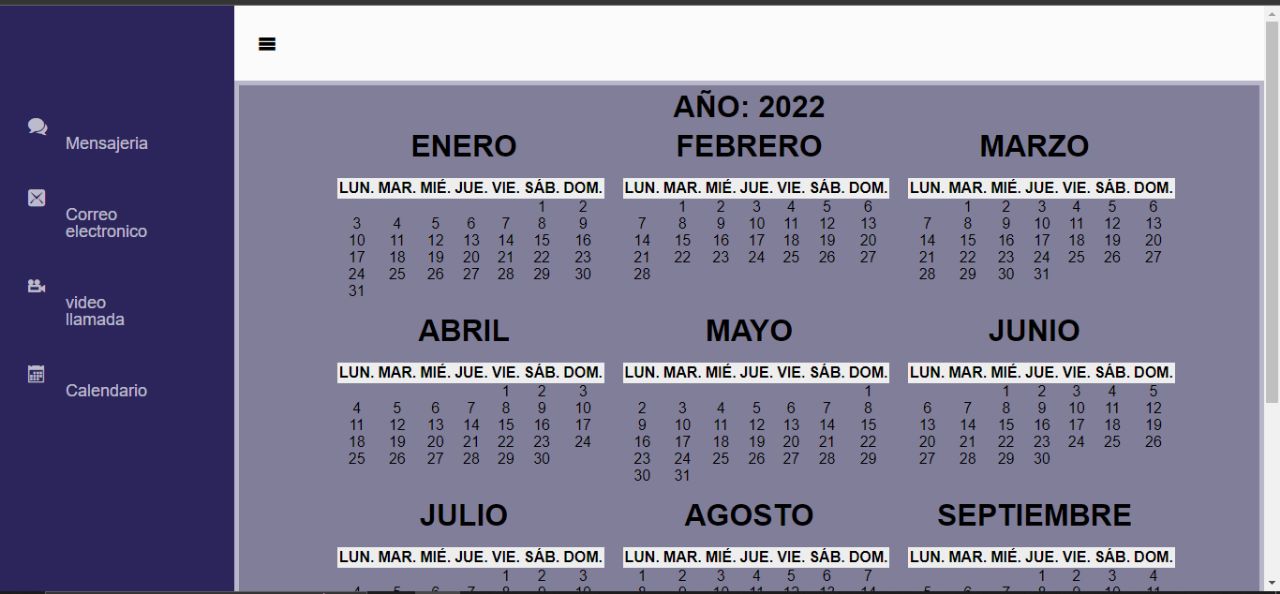 Mensajeria
Correo
electronico
video
llamada
Calendario
AÑO: 2022
ENERO
LUN. MAR. MIÉ. JUE. VIE. SÁB. DOM.
1 2
3 4 5 6 7 8 9
10 11 12 13 14 15 16
17 18 19 20 21 22 23
24 25 26 27 28 29 30
31
FEBRERO
LUN. MAR. MIÉ. JUE. VIE. SÁB. DOM.
1 2 3 4 5 6
7 8 9 10 11 12 13
14 15 16 17 18 19 20
21 22 23 24 25 26 27
28
MARZO
LUN. MAR. MIÉ. JUE. VIE. SÁB. DOM.
1 2 3 4 5 6
7 8 9 10 11 12 13
14 15 16 17 18 19 20
21 22 23 24 25 26 27
28 29 30 31
ABRIL
LUN. MAR. MIÉ. JUE. VIE. SÁB. DOM.
1 2 3
4 5 6 7 8 9 10
11 12 13 14 15 16 17
18 19 20 21 22 23 24
25 26 27 28 29 30
MAYO
LUN. MAR. MIÉ. JUE. VIE. SÁB. DOM.
1
2 3 4 5 6 7 8
9 10 11 12 13 14 15
16 17 18 19 20 21 22
23 24 25 26 27 28 29
30 31
JUNIO
LUN. MAR. MIÉ. JUE. VIE. SÁB. DOM.
1 2 3 4 5
6 7 8 9 10 11 12
13 14 15 16 17 18 19
20 21 22 23 24 25 26
27 28 29 30
JULIO
LUN. MAR. MIÉ. JUE. VIE. SÁB. DOM.
1 2 3
AGOSTO
LUN. MAR. MIÉ. JUE. VIE. SÁB. DOM.
1 2 3 4 5 6 7
SEPTIEMBRE
LUN. MAR. MIÉ. JUE. VIE. SÁB. DOM.
1 2 3 4